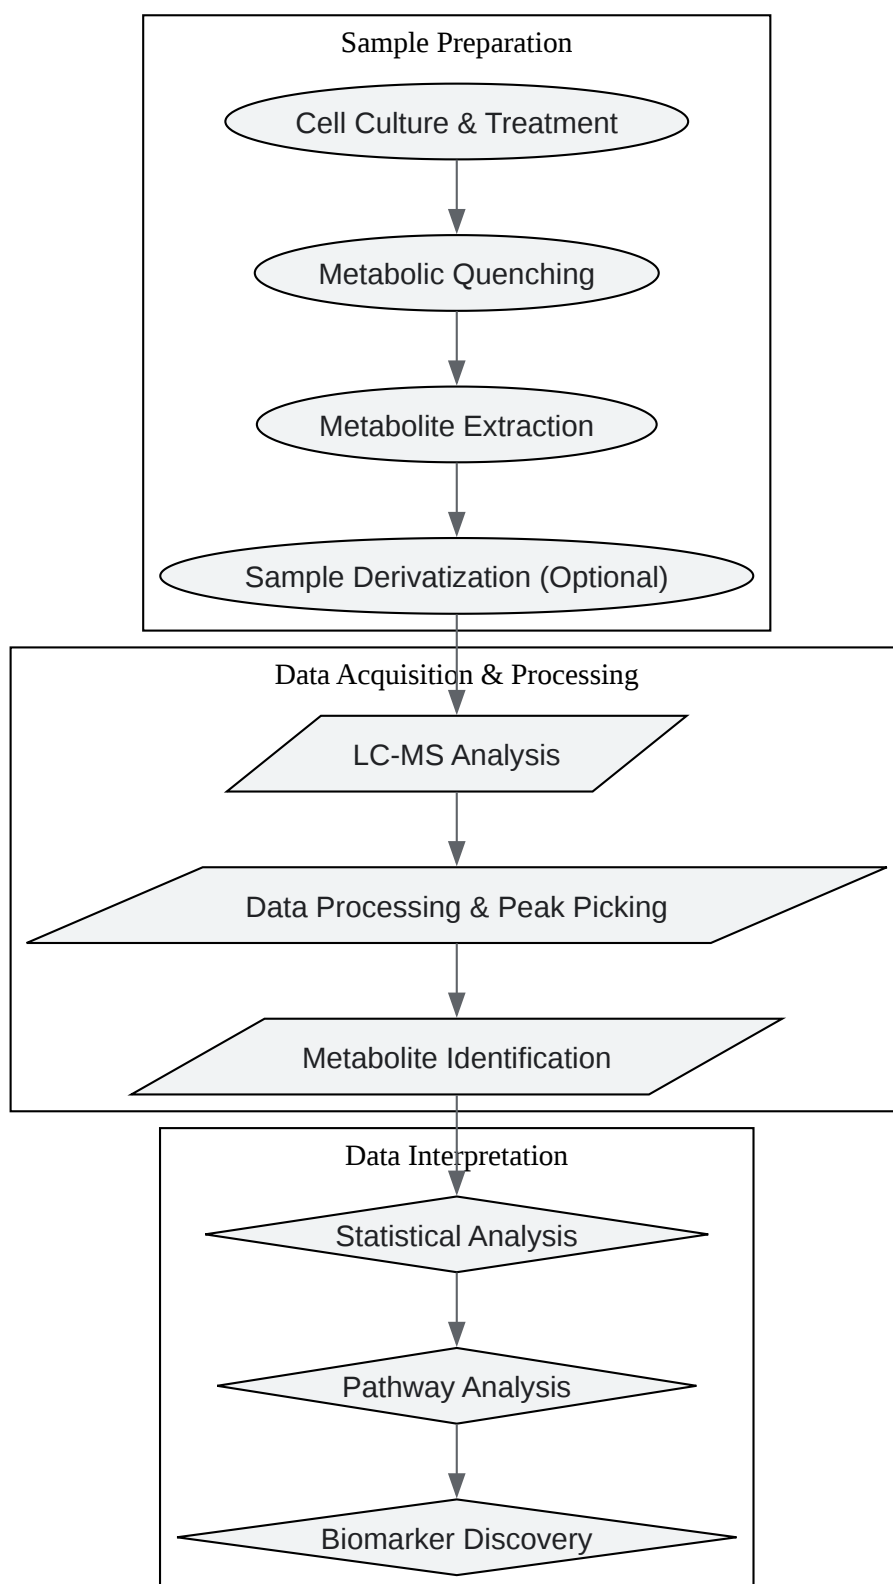 Sample Preparation
Cell Culture & Treatment
Metabolic Quenching
Metabolite Extraction
Sample Derivatization (Optional)
Data Acquisition & Processing
LC-MS Analysis
Data Processing & Peak Picking
Metabolite Identification
Data Interpretation
Statistical Analysis
Pathway Analysis
Biomarker Discovery